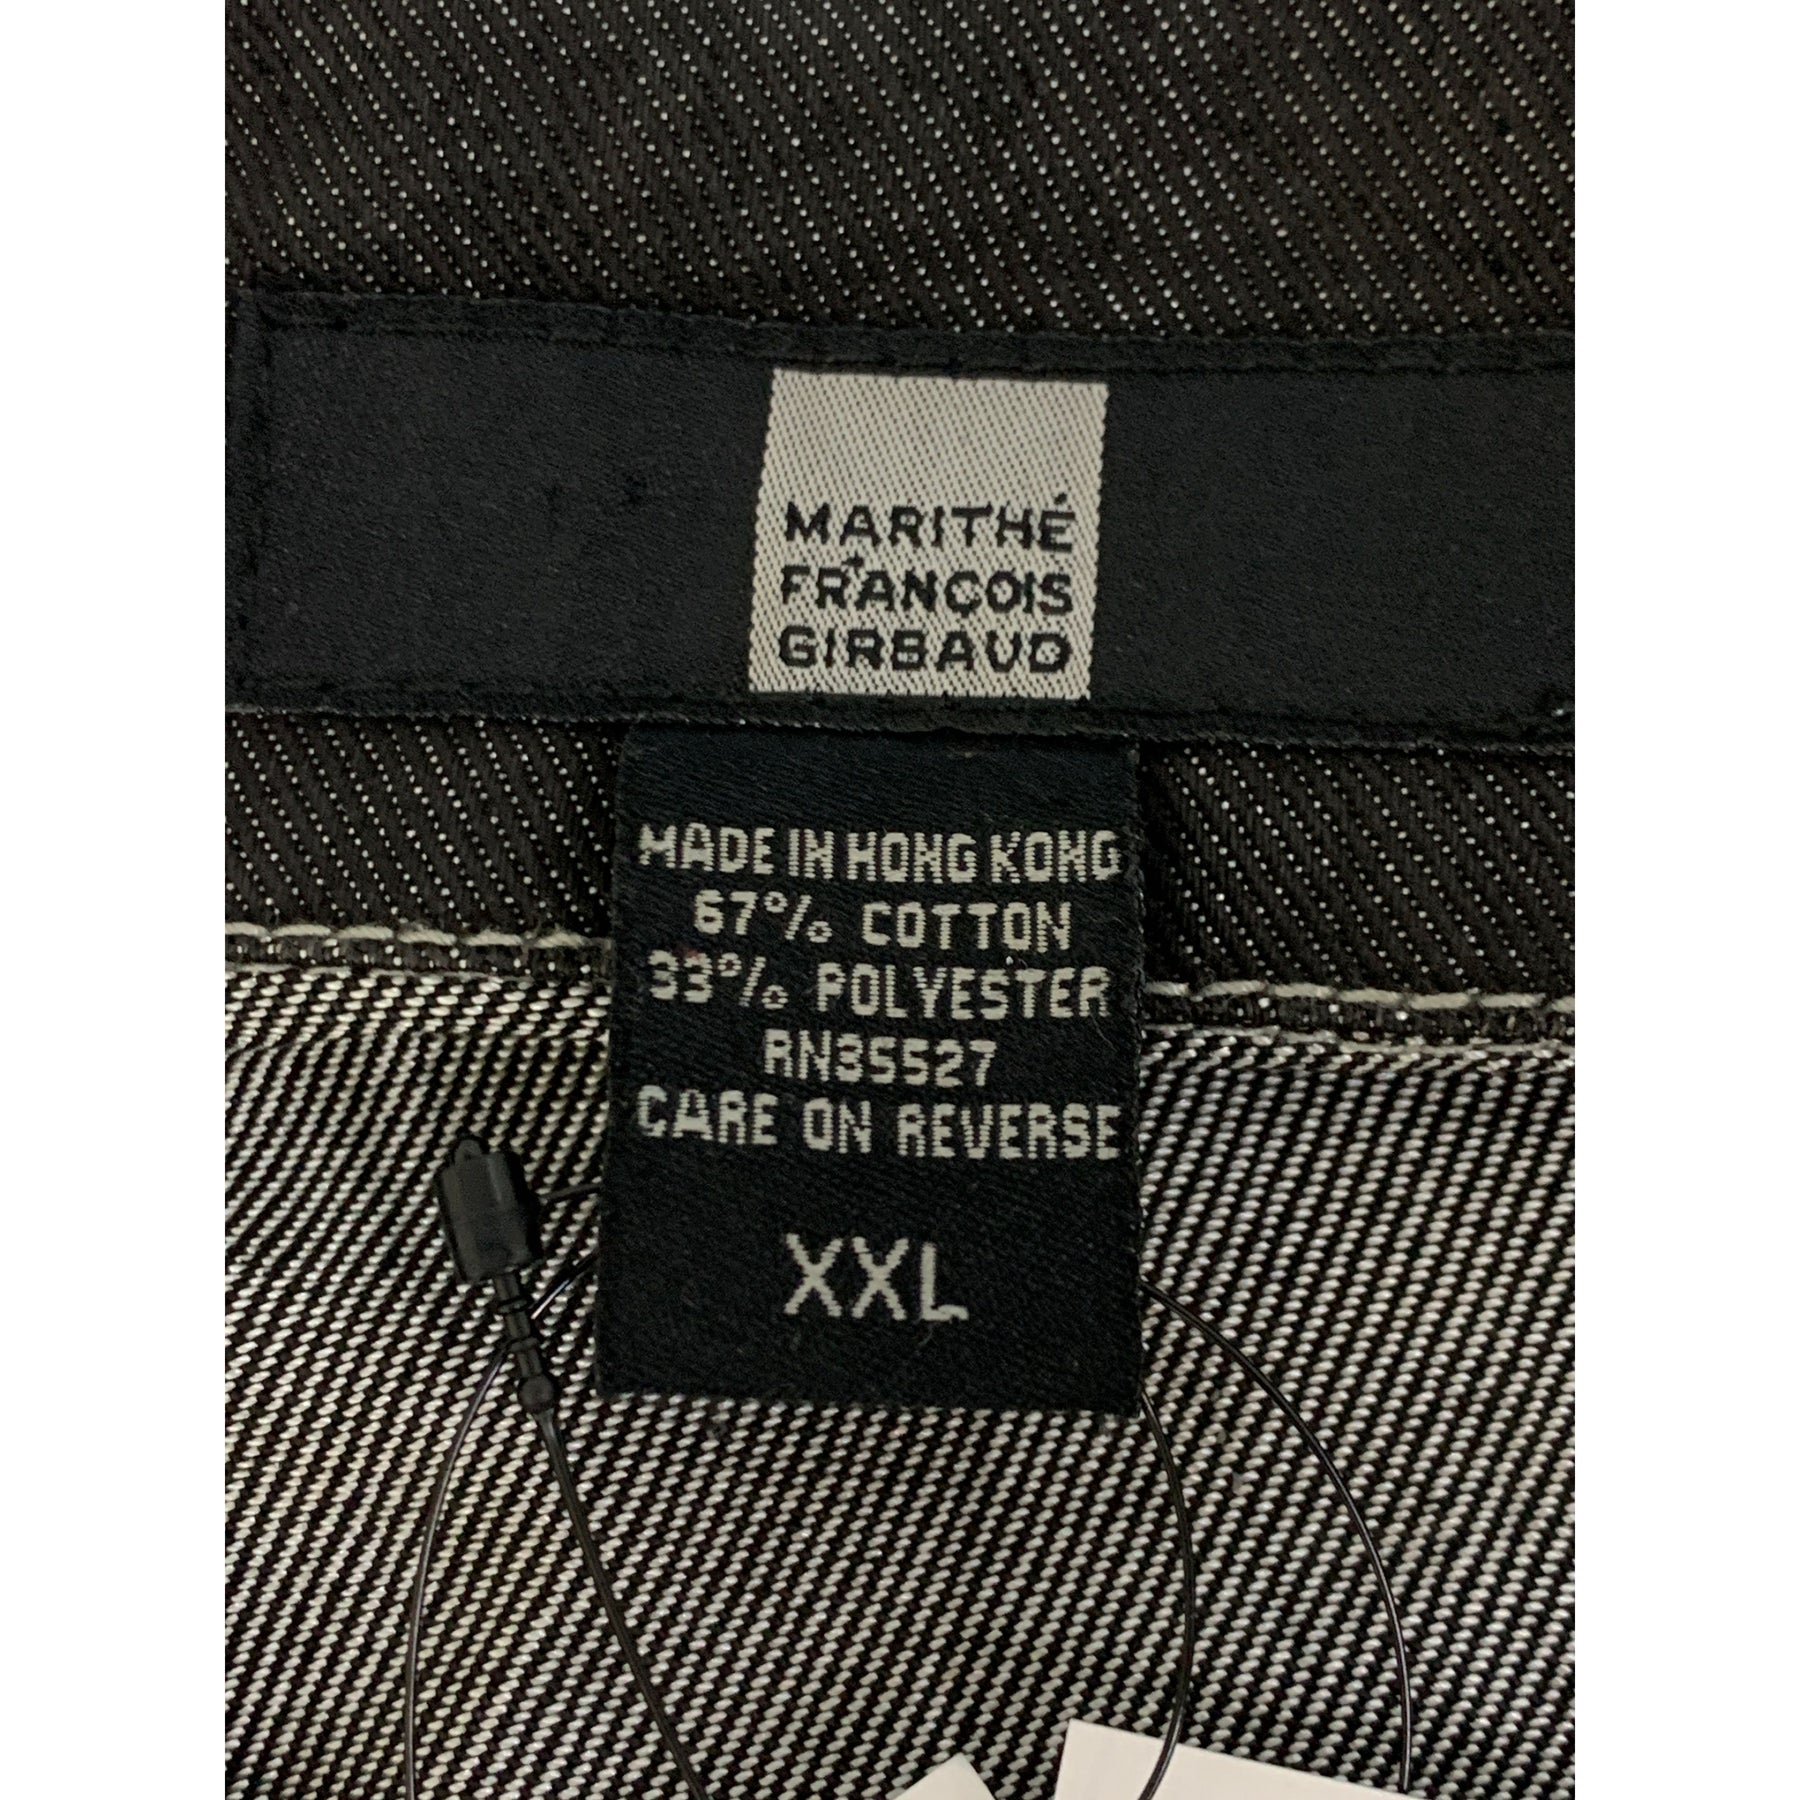 MARITHÉ
+
FRANÇOIS
GIRBAUD
MADE IN HONG KONG
67% COTTON
33% POLYESTER
RN35527
CARE ON REVERSE
XXL